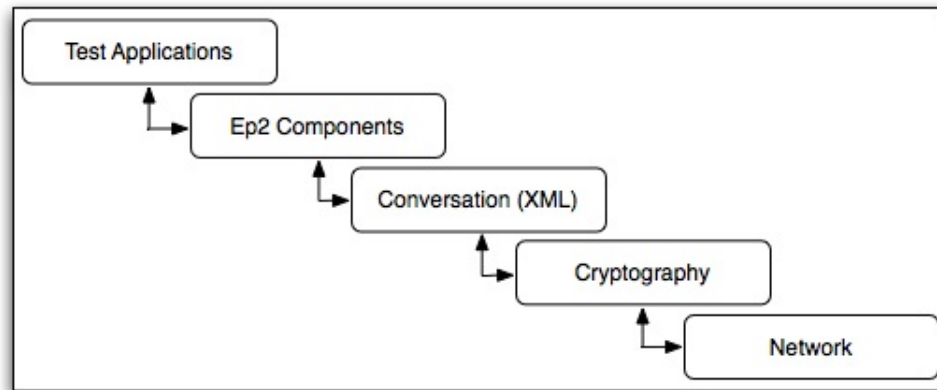 Test Applications
Ep2 Components
Conversation (XML)
Cryptography
Network